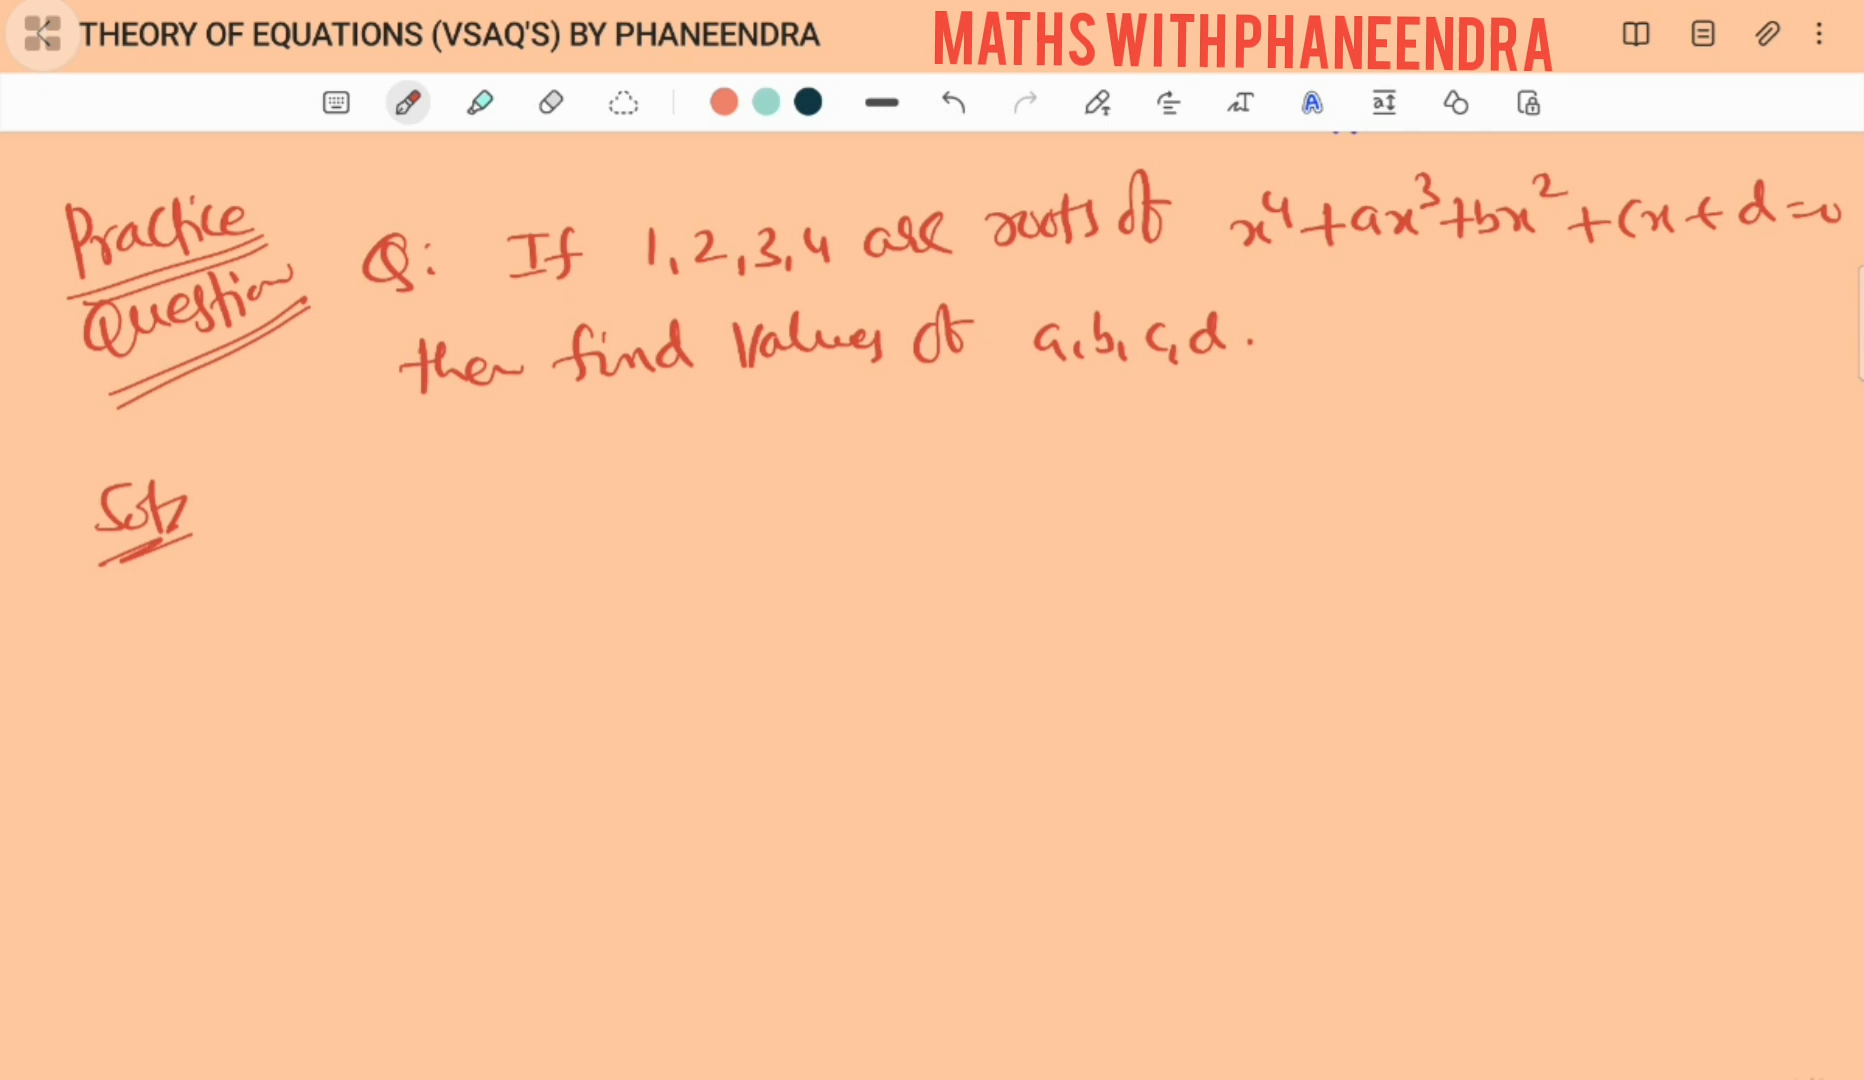 THEORY OF EQUATIONS (VSAQ'S) BY PHANEENDRA
MATHS WITH PHANEENDRA
Practice
Question
Q: If 1,2,3,4 are roots of x⁴+ax³+bx²+cx+d=0
then find values of a,b,c,d.
Sol: